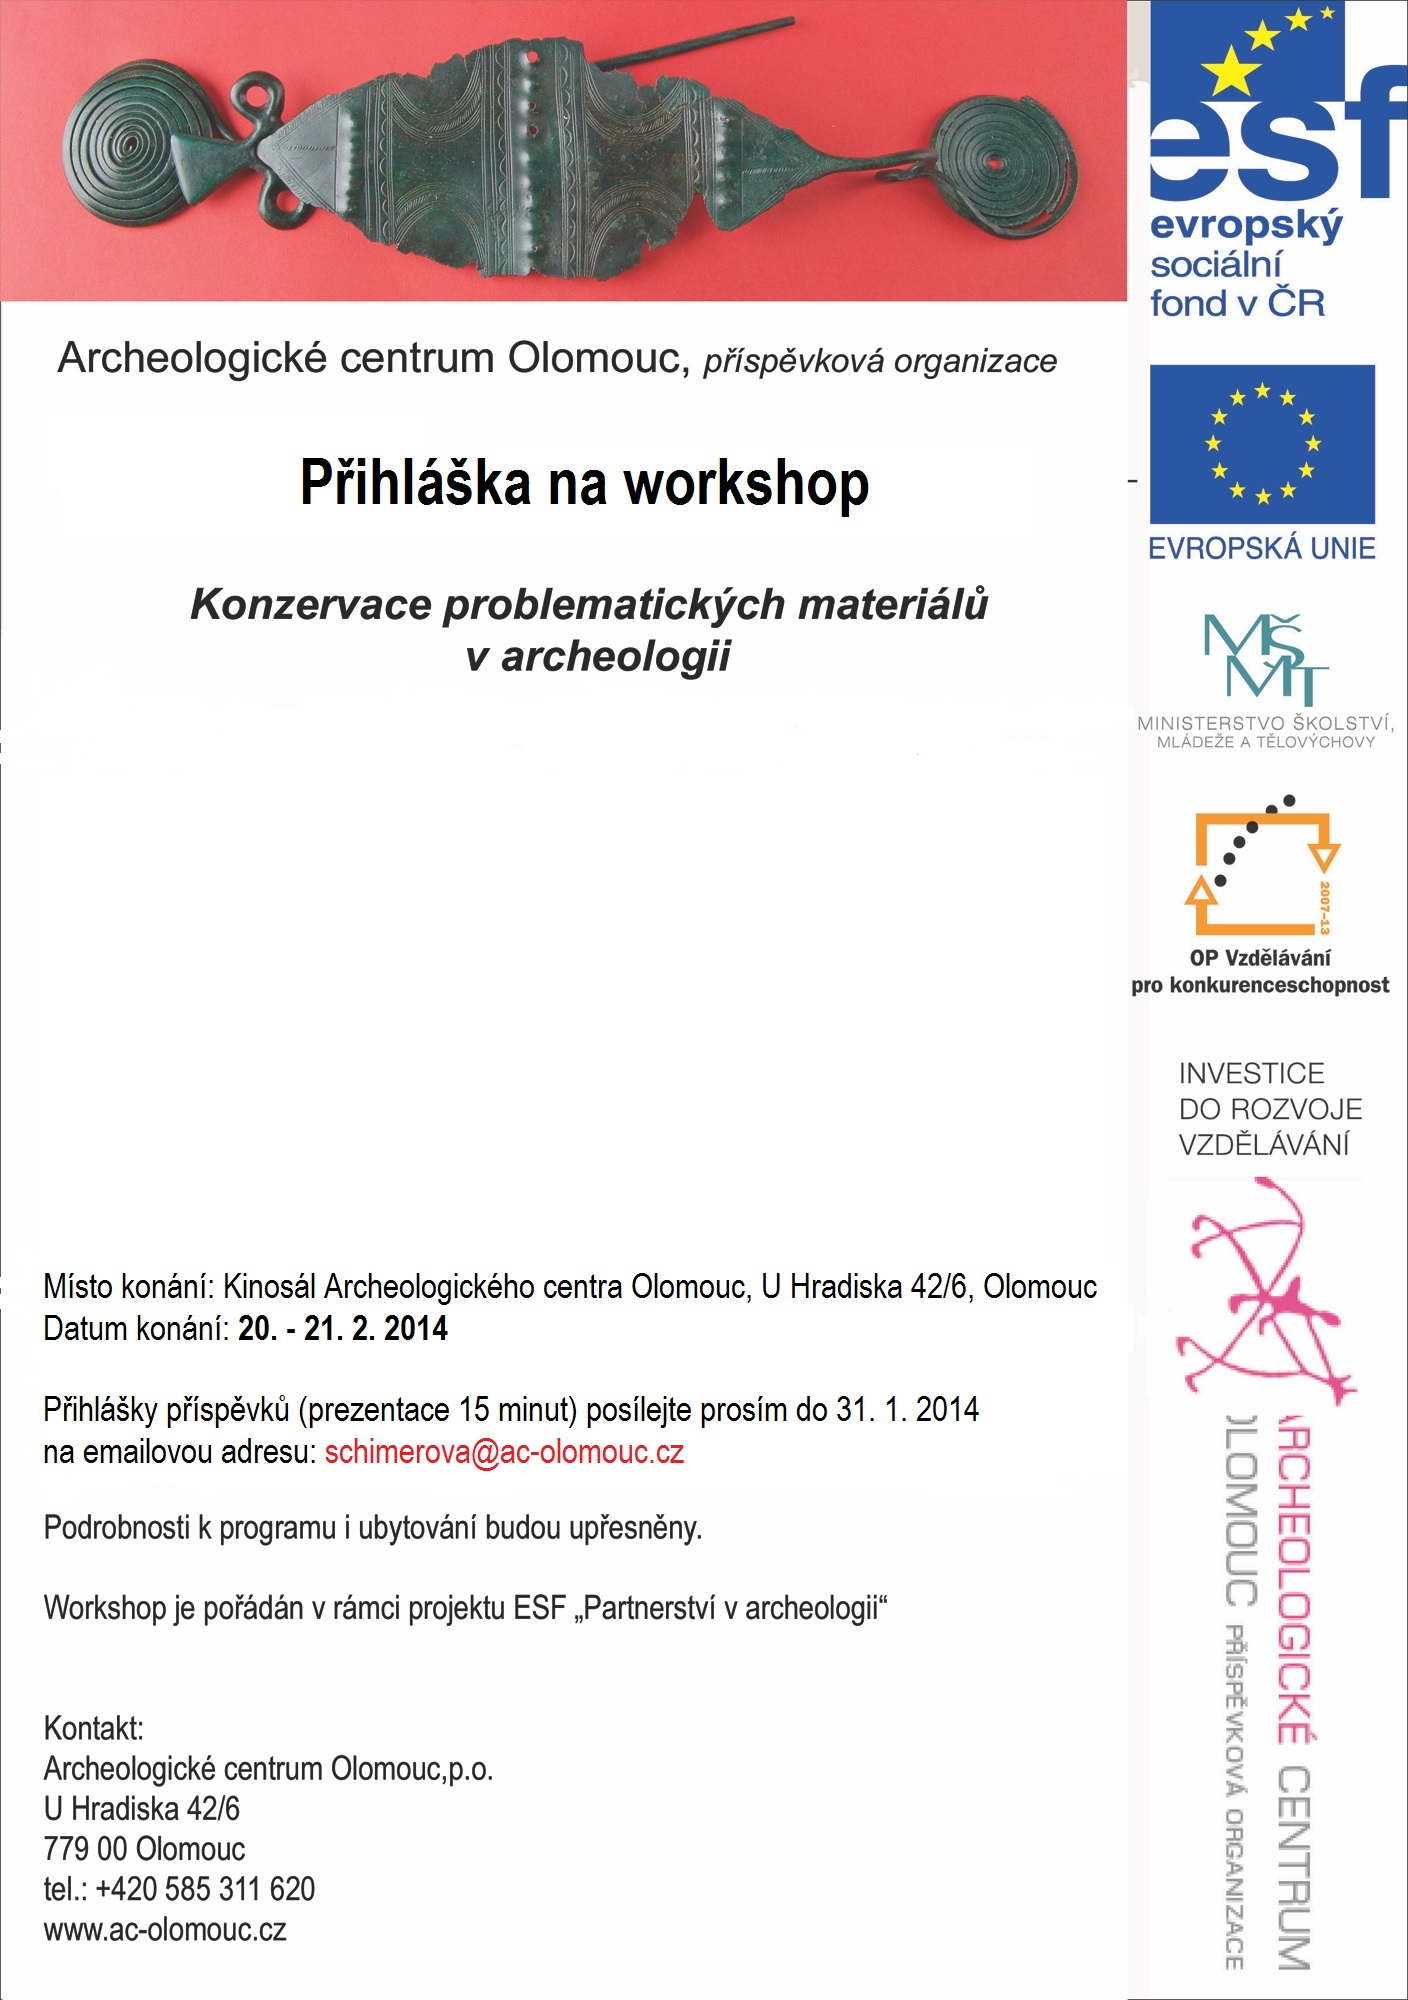 Archeologické centrum Olomouc, příspěvková organizace
Přihláška na workshop
Konzervace problematických materiálů
v archeologii
Místo konání: Kinosál Archeologického centra Olomouc, U Hradiska 42/6, Olomouc
Datum konání: 20. - 21. 2. 2014
Přihlášky příspěvků (prezentace 15 minut) posílejte prosím do 31. 1. 2014
na emailovou adresu: schimerova@ac-olomouc.cz
Podrobnosti k programu i ubytování budou upřesněny.
Workshop je pořádán v rámci projektu ESF „Partnerství v archeologii“
Kontakt:
Archeologické centrum Olomouc,p.o.
U Hradiska 42/6
779 00 Olomouc
tel.: +420 585 311 620
www.ac-olomouc.cz
esf
evropský
sociální
fond v ČR
EVROPSKÁ UNIE
MŠ
MT
MINISTERSTVO ŠKOLSTVÍ,
MLÁDEŽE A TĚLOVÝCHOVY
2007-13
OP Vzdělávání
pro konkurenceschopnost
INVESTICE
DO ROZVOJE
VZDĚLÁVÁNÍ
ARCHEOLOGICKÉ CENTRUM
OLOMOUC PŘÍSPĚVKOVÁ ORGANIZACE